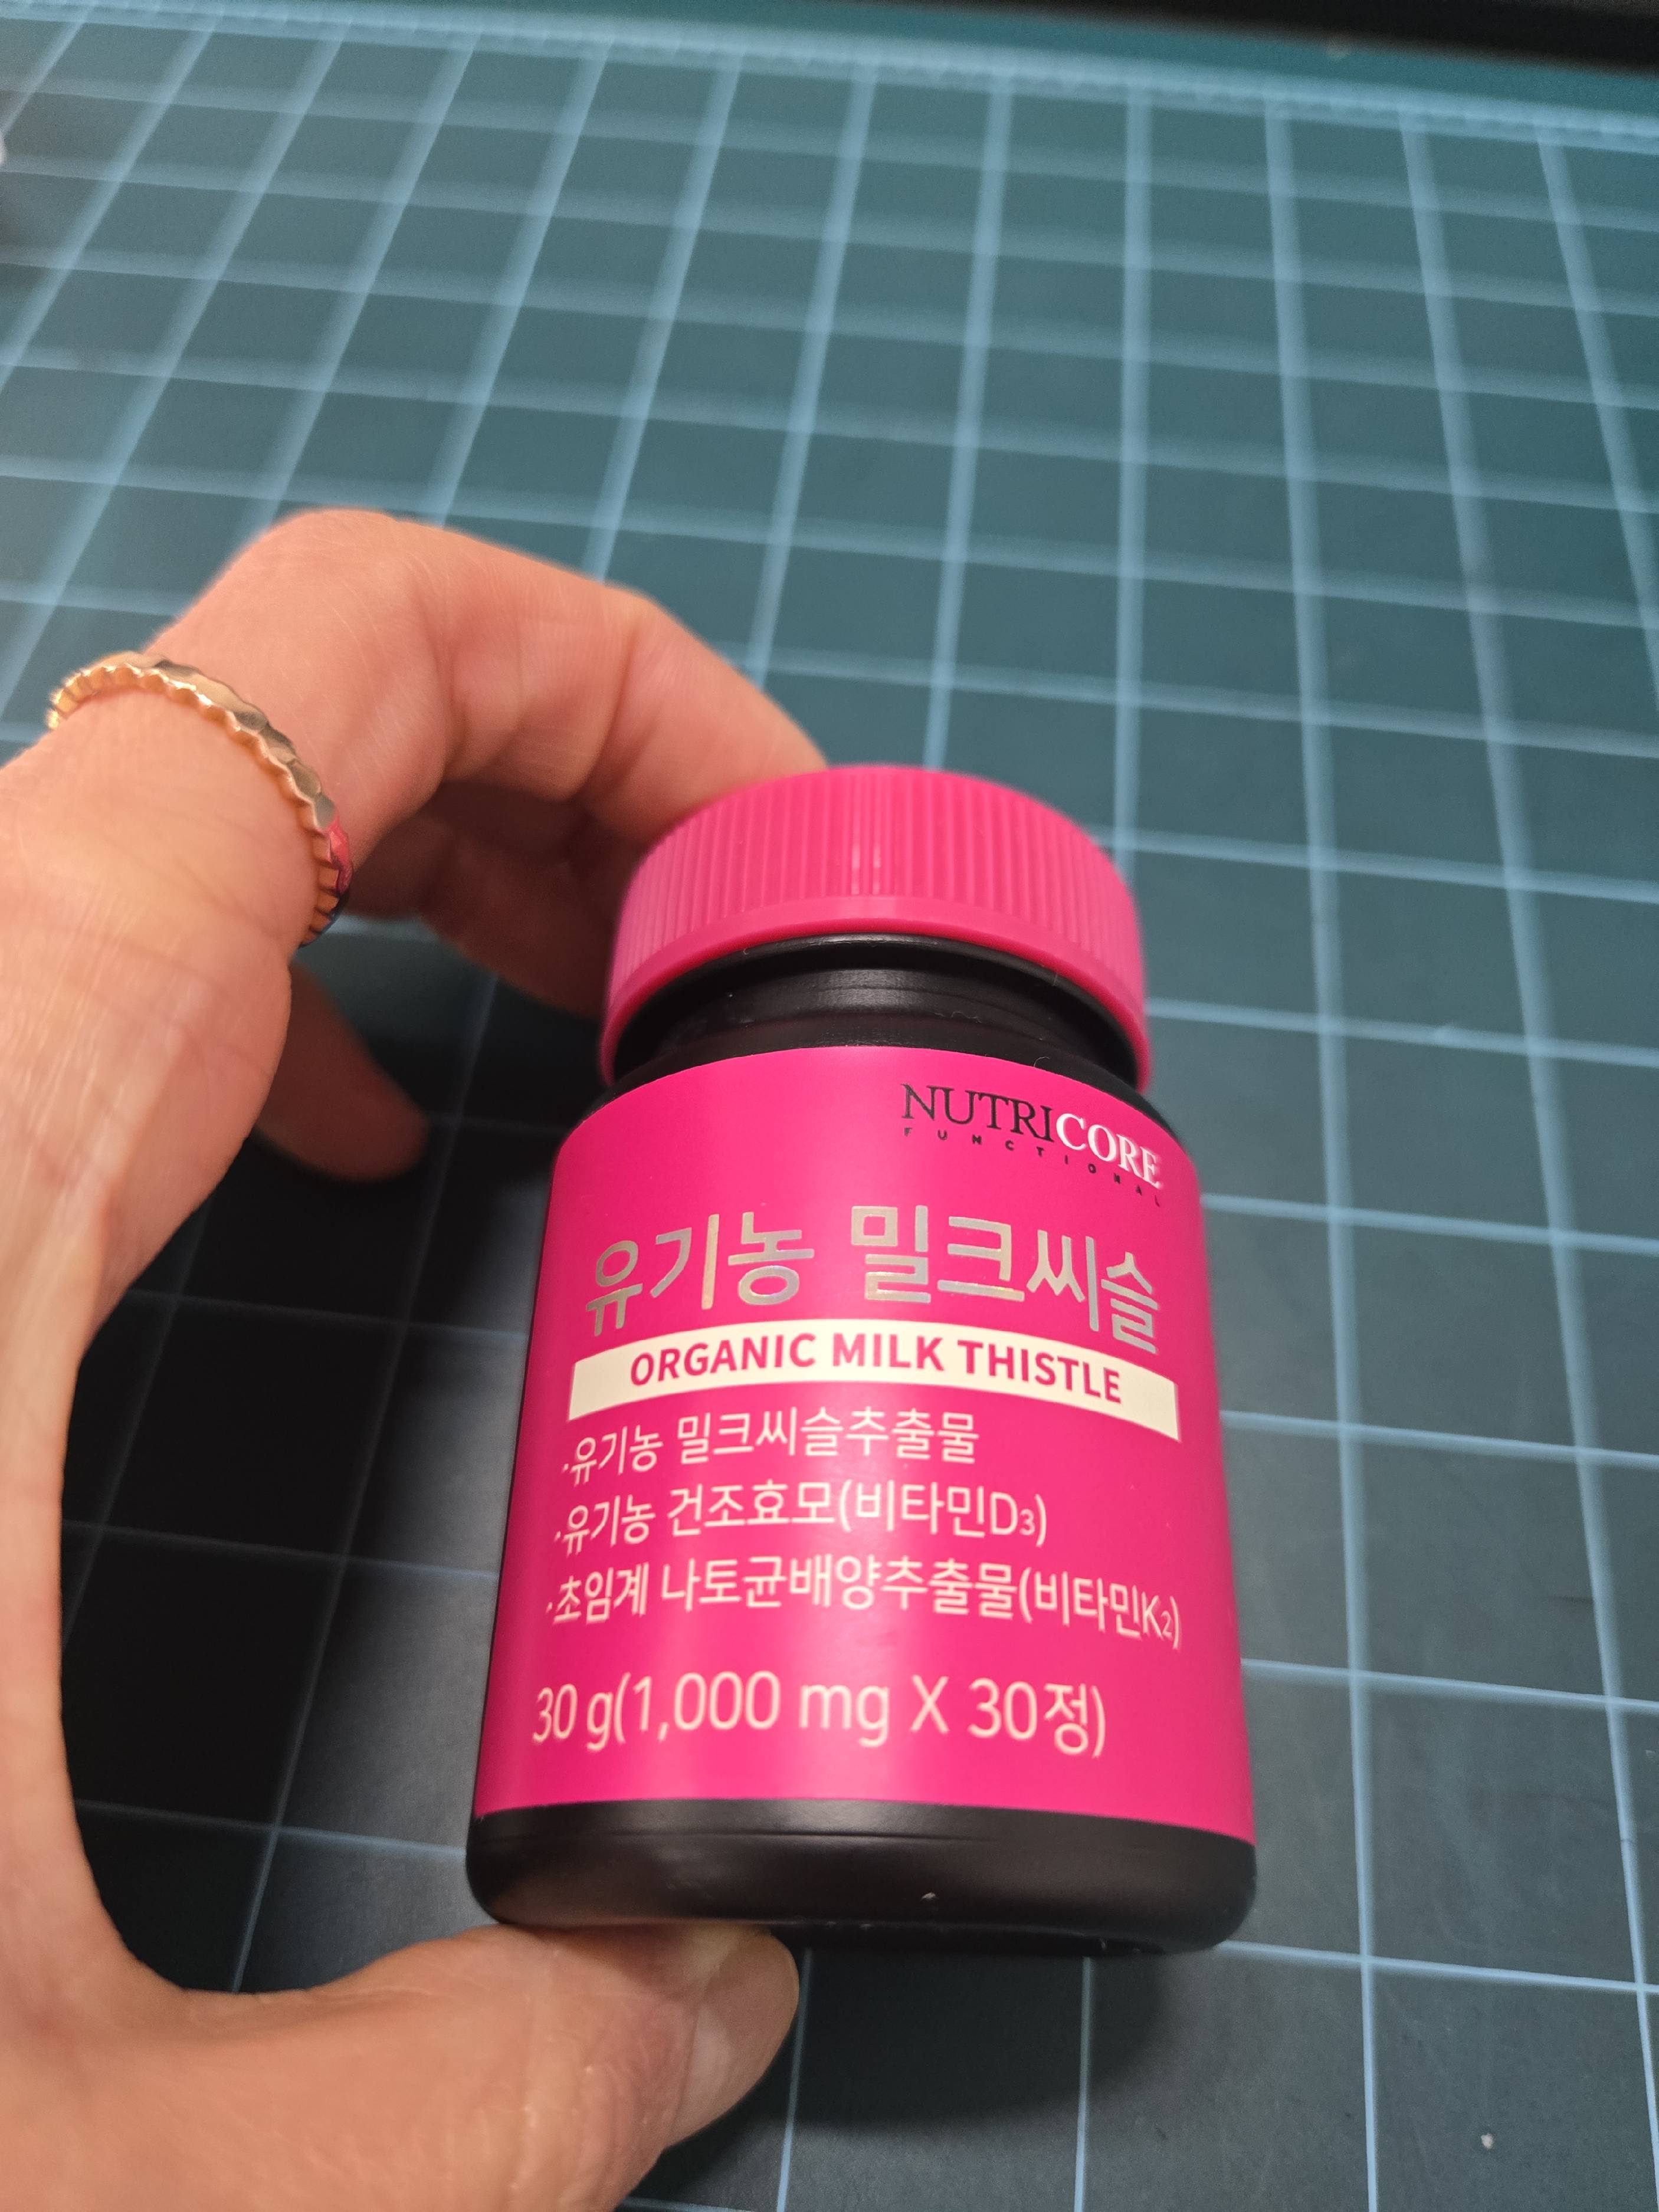 NUTRICORE
FUNCTIONAL
유기농 밀크씨슬
ORGANIC MILK THISTLE
·유기농 밀크씨슬추출물
·유기농 건조효모(비타민D₃)
·초임계 나토균배양추출물(비타민K₂)
30 g(1,000 mg X 30정)